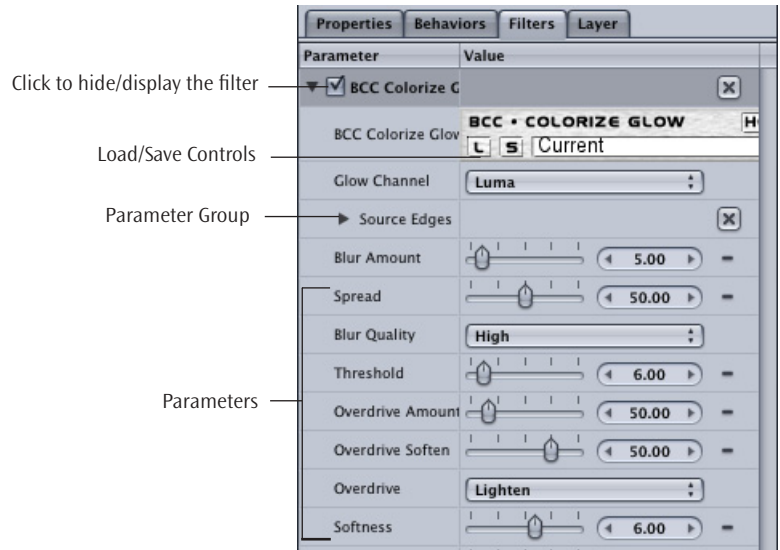 Properties Behaviors Filters Layer
Parameter Value
Click to hide/display the filter
BCC Colorize G
BCC Colorize Glov
BCC • COLORIZE GLOW H
L S Current
Load/Save Controls
Glow Channel Luma
Parameter Group
Source Edges
Blur Amount 5.00
Spread 50.00
Blur Quality High
Threshold 6.00
Parameters
Overdrive Amount 50.00
Overdrive Soften 50.00
Overdrive Lighten
Softness 6.00